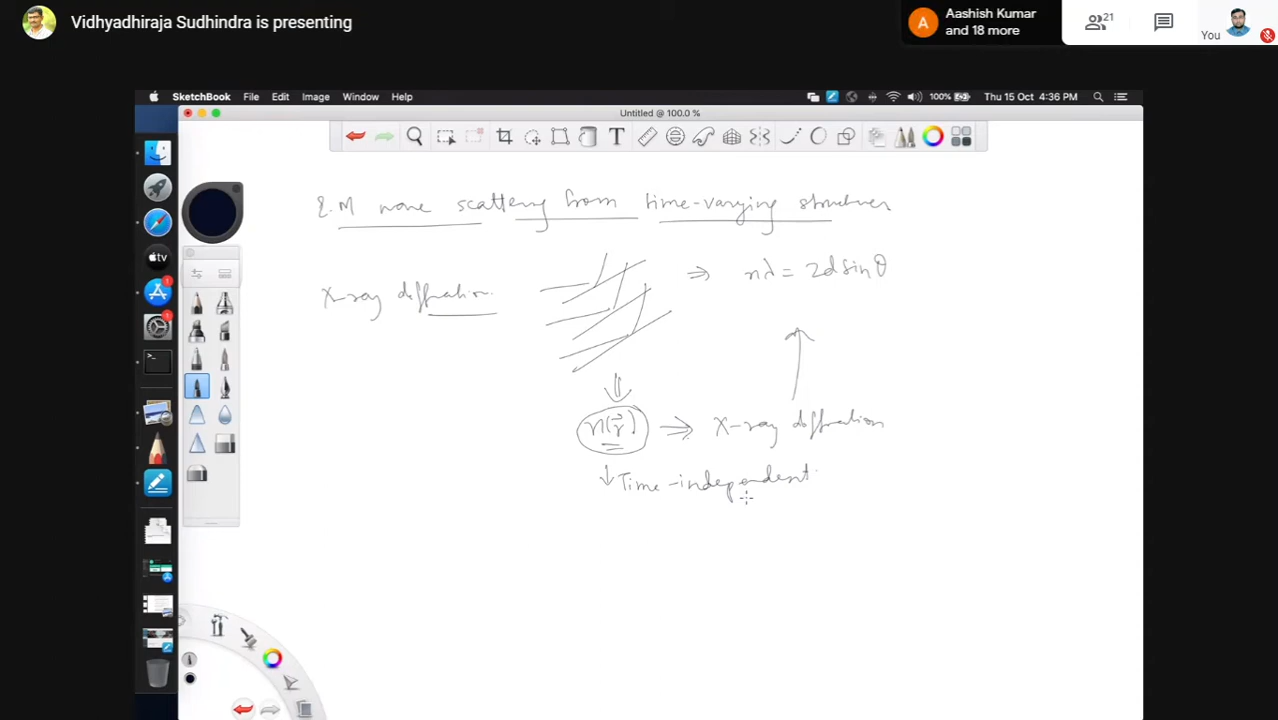 Vidhyadhiraja Sudhindra is presenting
A
Aashish Kumar
and 18 more
21
You
SketchBook File Edit Image Window Help
100%
Thu 15 Oct 4:36 PM
Untitled @ 100.0 %
T
tv
E.M wave scattering from time-varying structures
X-ray diffraction. ⇒ nλ = 2d sin θ
⇓
n(r⃗) ⇒ X-ray diffraction
↓ Time-independent